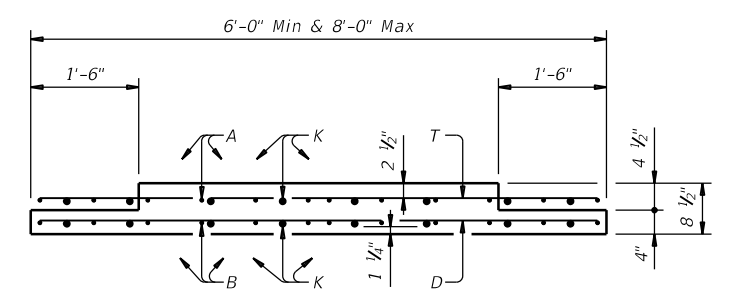 6'-0" Min & 8'-0" Max
1'-6"
1'-6"
A
K
T
2 1/2"
4 1/2"
8 1/2"
4"
1 1/4"
B
K
D